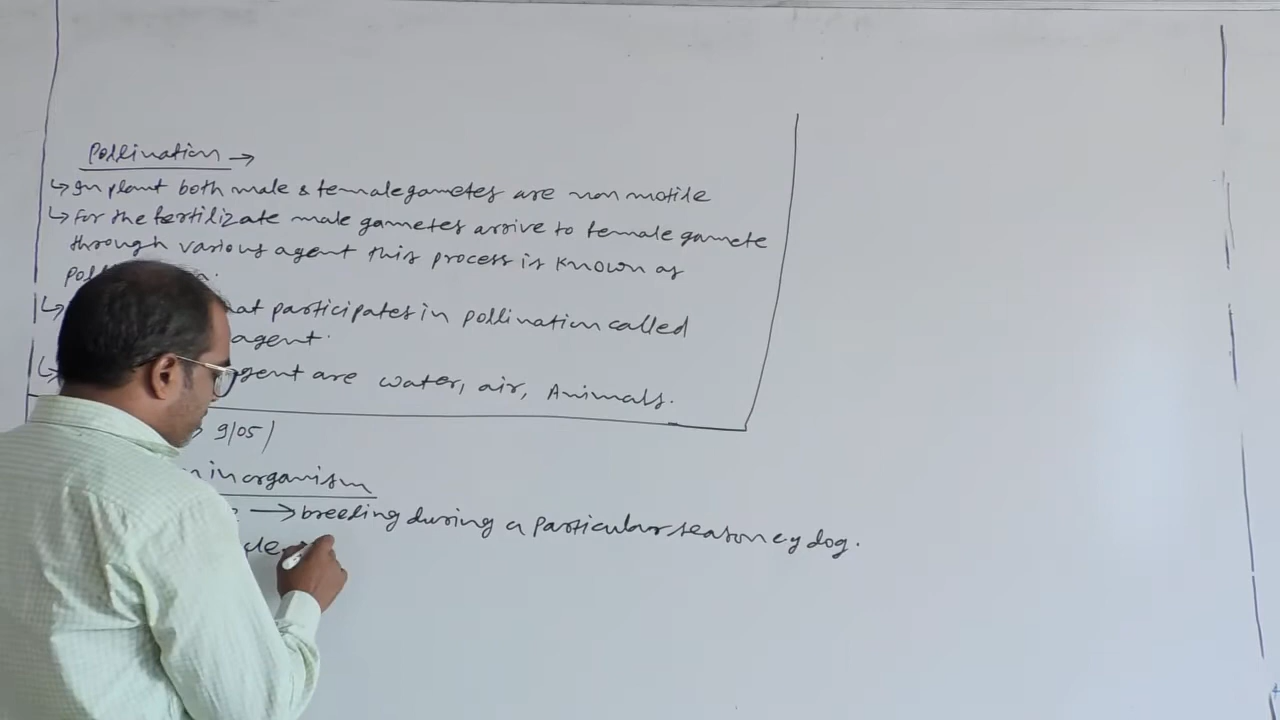 Pollination →
↳ In plant both male & female gametes are non motile
↳ For the fertilizate male gametes arrive to female gamete
through various agent this process is known as
↳ participates in pollination called
agent.
↳ agent are water, air, Animals.
9/05/
in organism
→ breeding during a particular season eg dog.